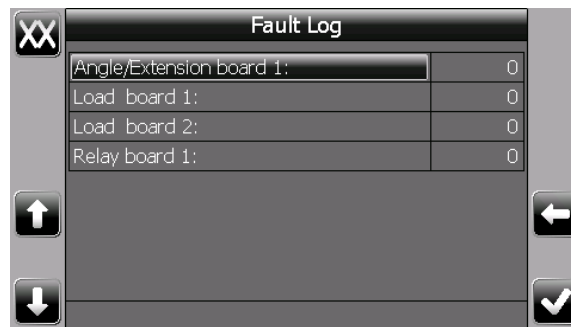 XX Fault Log
Angle/Extension board 1: 0
Load board 1: 0
Load board 2: 0
Relay board 1: 0